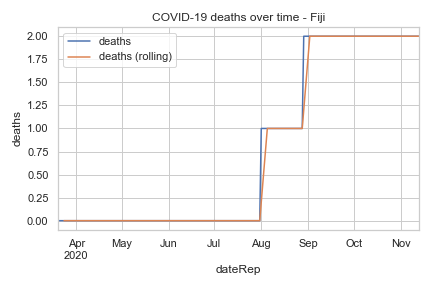 COVID-19 deaths over time - Fiji
deaths
deaths (rolling)
2.00
1.75
1.50
1.25
1.00
0.75
0.50
0.25
0.00
deaths
Apr May Jun Jul Aug Sep Oct Nov
2020
dateRep